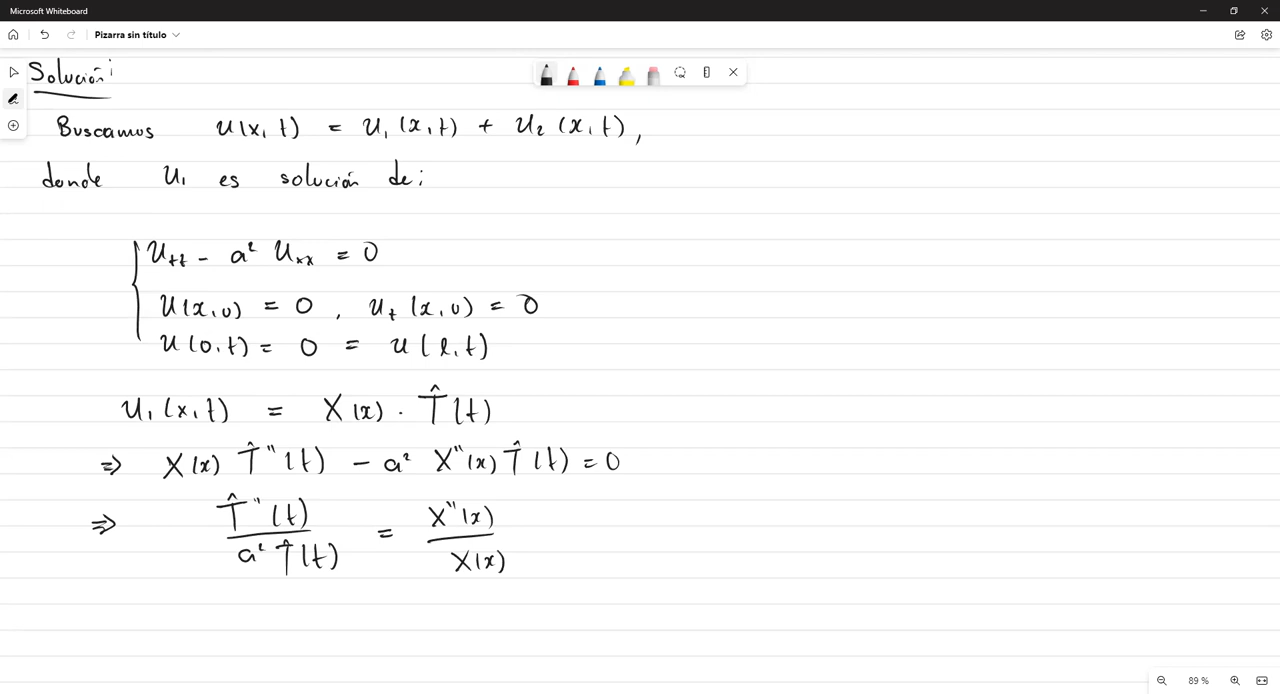 Microsoft Whiteboard
Pizarra sin título
Solución:
Buscamos u(x,t) = u₁(x,t) + u₂(x,t),
donde u₁ es solución de:
u_tt - a² u_xx = 0
u(x,0) = 0, u_t(x,0) = 0
u(0,t) = 0 = u(l,t)
u₁(x,t) = X(x) · T̂(t)
⇒ X(x) T̂''(t) - a² X''(x) T̂(t) = 0
⇒ T̂''(t) / a² T̂(t) = X''(x) / X(x)
89 %